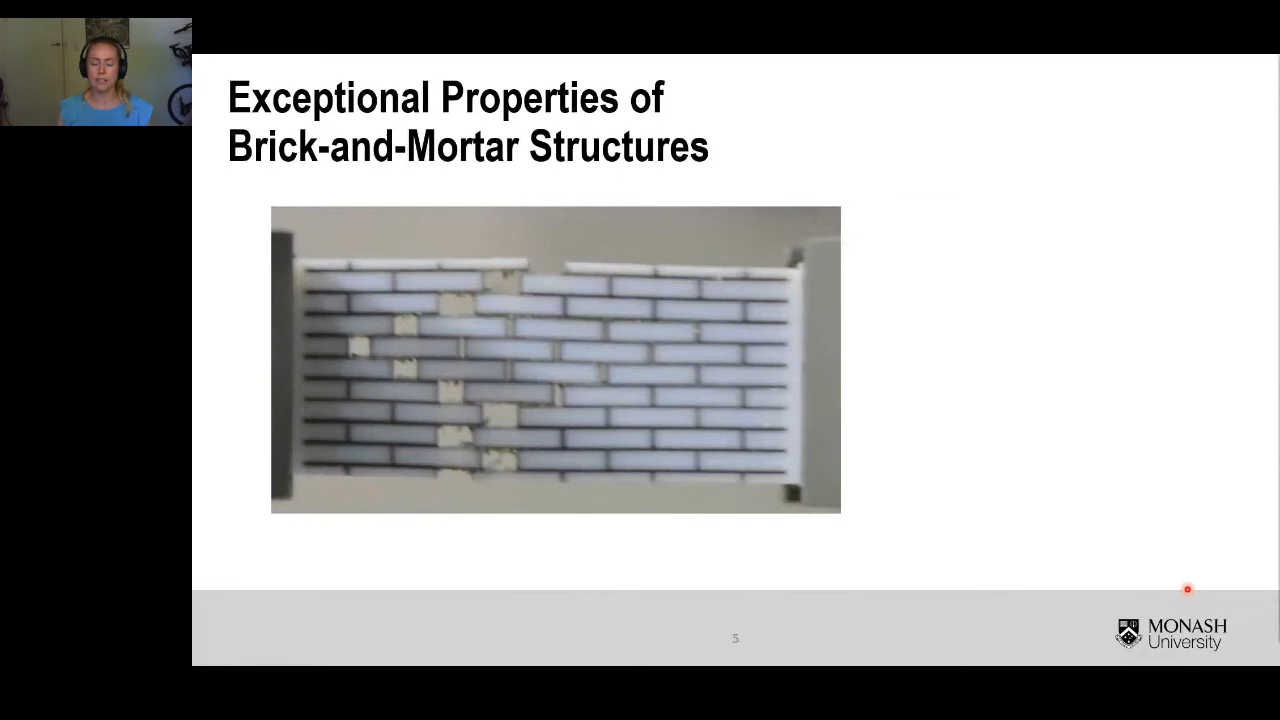 Exceptional Properties of
Brick-and-Mortar Structures
5
MONASH
University